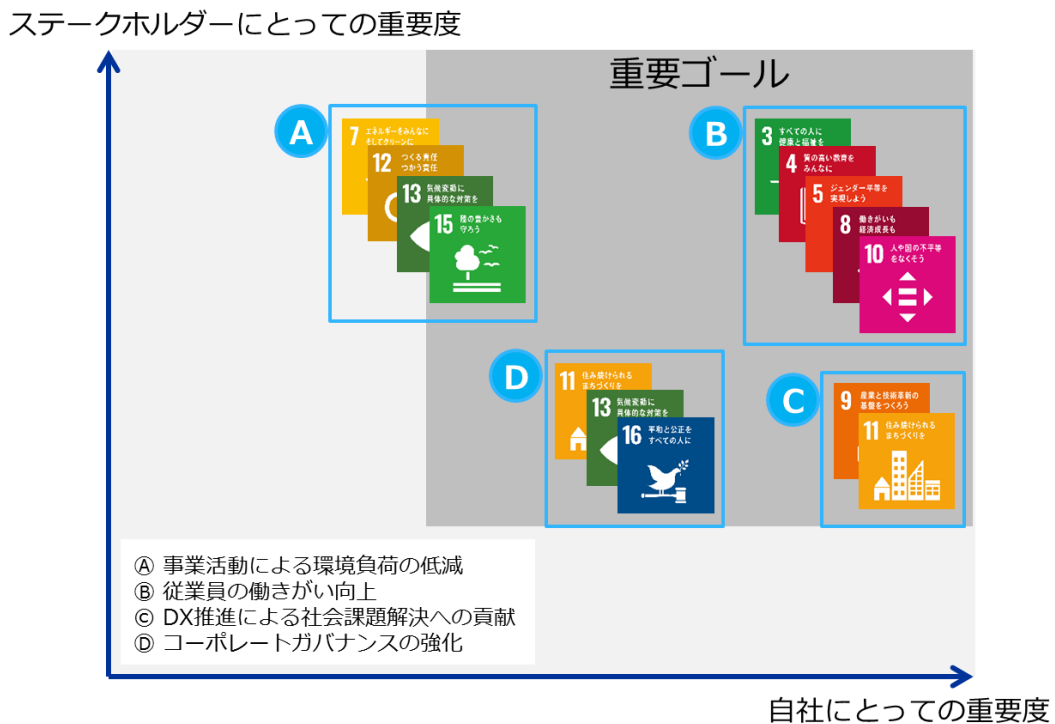 ステークホルダーにとっての重要度
重要ゴール
A
7 エネルギーをみんなに
そしてクリーンに
12 つくる責任
つかう責任
13 気候変動に
具体的な対策を
15 陸の豊かさも
守ろう
B
3 すべての人に
健康と福祉を
4 質の高い教育を
みんなに
5 ジェンダー平等を
実現しよう
8 働きがいも
経済成長も
10 人や国の不平等
をなくそう
D
11 住み続けられる
まちづくりを
13 気候変動に
具体的な対策を
16 平和と公正を
すべての人に
C
9 産業と技術革新の
基盤をつくろう
11 住み続けられる
まちづくりを
Ⓐ 事業活動による環境負荷の低減
Ⓑ 従業員の働きがい向上
Ⓒ DX推進による社会課題解決への貢献
Ⓓ コーポレートガバナンスの強化
自社にとっての重要度